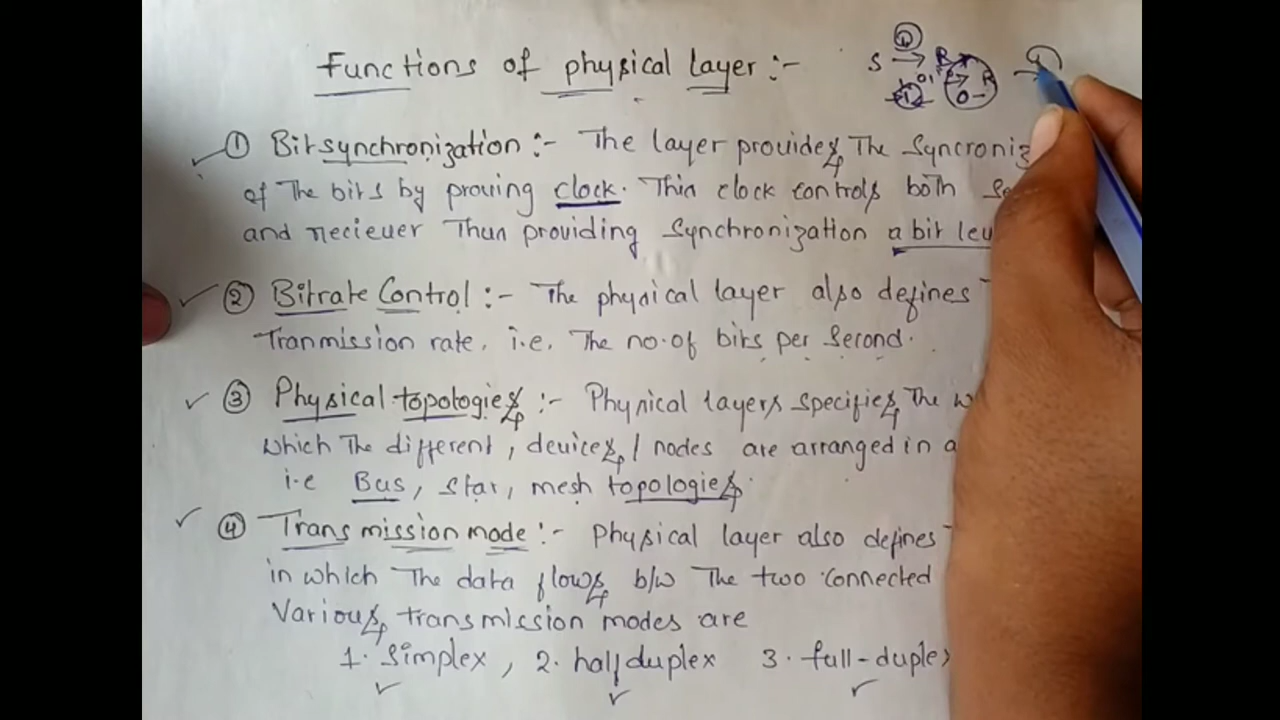 Functions of physical layer :-
S → R
① Bitsynchronization :- The layer provides The Syncroniz
of The bits by proving clock. This clock controls both Se
and reciever Thus providing Synchronization a bit lev
② Bitrate Control :- The physical layer also defines T
Tranmission rate. i.e. The no.of bits per second.
③ Physical topologies :- Physical layers specifies The w
which The different, devices / nodes are arranged in a
i.e Bus, Star, mesh topologies.
④ Transmission mode :- Physical layer also defines T
in which The data flows b/w The two connected
Various transmission modes are
1. Simplex, 2. half duplex 3. full-duplex